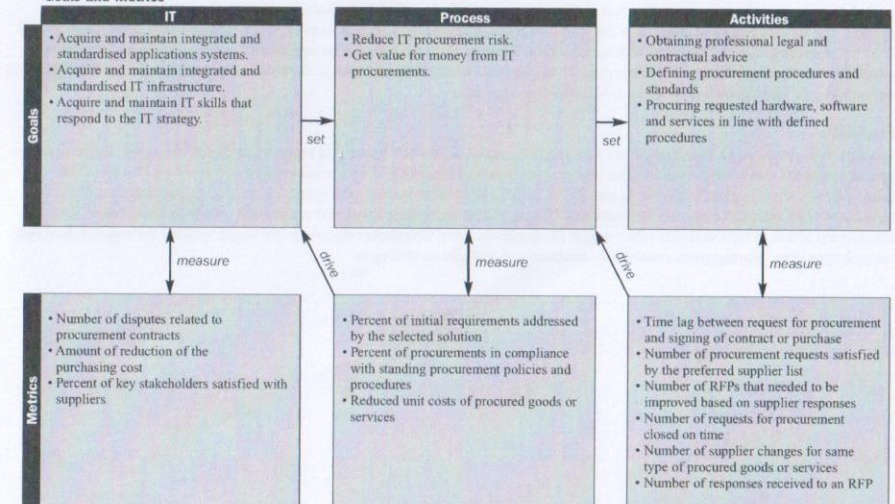 Goals and Metrics
IT
Process
Activities
Goals
• Acquire and maintain integrated and
standardised applications systems.
• Acquire and maintain integrated and
standardised IT infrastructure.
• Acquire and maintain IT skills that
respond to the IT strategy.
set
• Reduce IT procurement risk.
• Get value for money from IT
procurements.
set
• Obtaining professional legal and
contractual advice
• Defining procurement procedures and
standards
• Procuring requested hardware, software
and services in line with defined
procedures
measure
drive
measure
drive
measure
Metrics
• Number of disputes related to
procurement contracts
• Amount of reduction of the
purchasing cost
• Percent of key stakeholders satisfied with
suppliers
• Percent of initial requirements addressed
by the selected solution
• Percent of procurements in compliance
with standing procurement policies and
procedures
• Reduced unit costs of procured goods or
services
• Time lag between request for procurement
and signing of contract or purchase
• Number of procurement requests satisfied
by the preferred supplier list
• Number of RFPs that needed to be
improved based on supplier responses
• Number of requests for procurement
closed on time
• Number of supplier changes for same
type of procured goods or services
• Number of responses received to an RFP